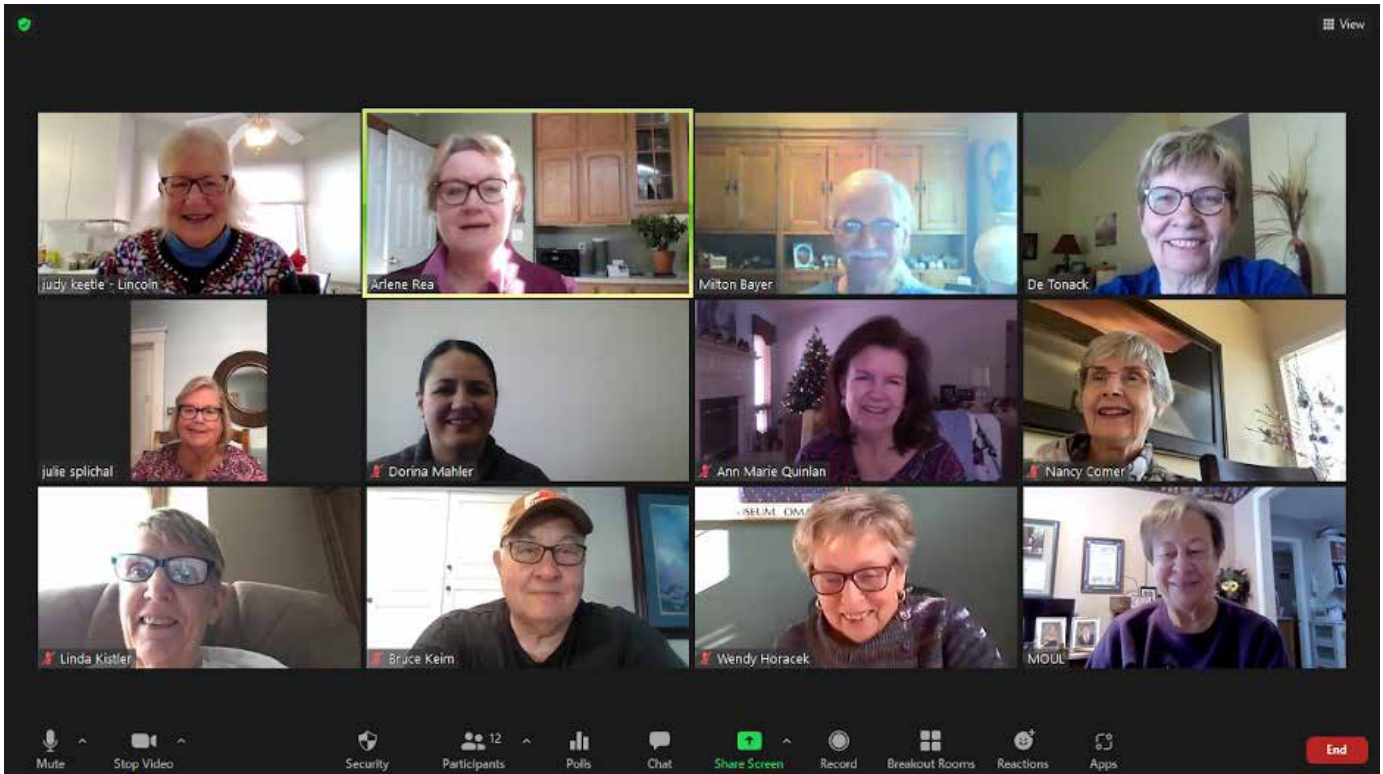 View
judy keetle - Lincoln
Arlene Rea
Milton Bayer
De Tonack
julie splichal
Dorina Mahler
Ann Marie Quinlan
Nancy Comer
ISEUM OMA
Linda Kistler
Bruce Keim
Wendy Horacek
MOUL
12
Mute
Stop Video
Security
Participants
Polls
Chat
Share Screen
Record
Breakout Rooms
Reactions
Apps
End